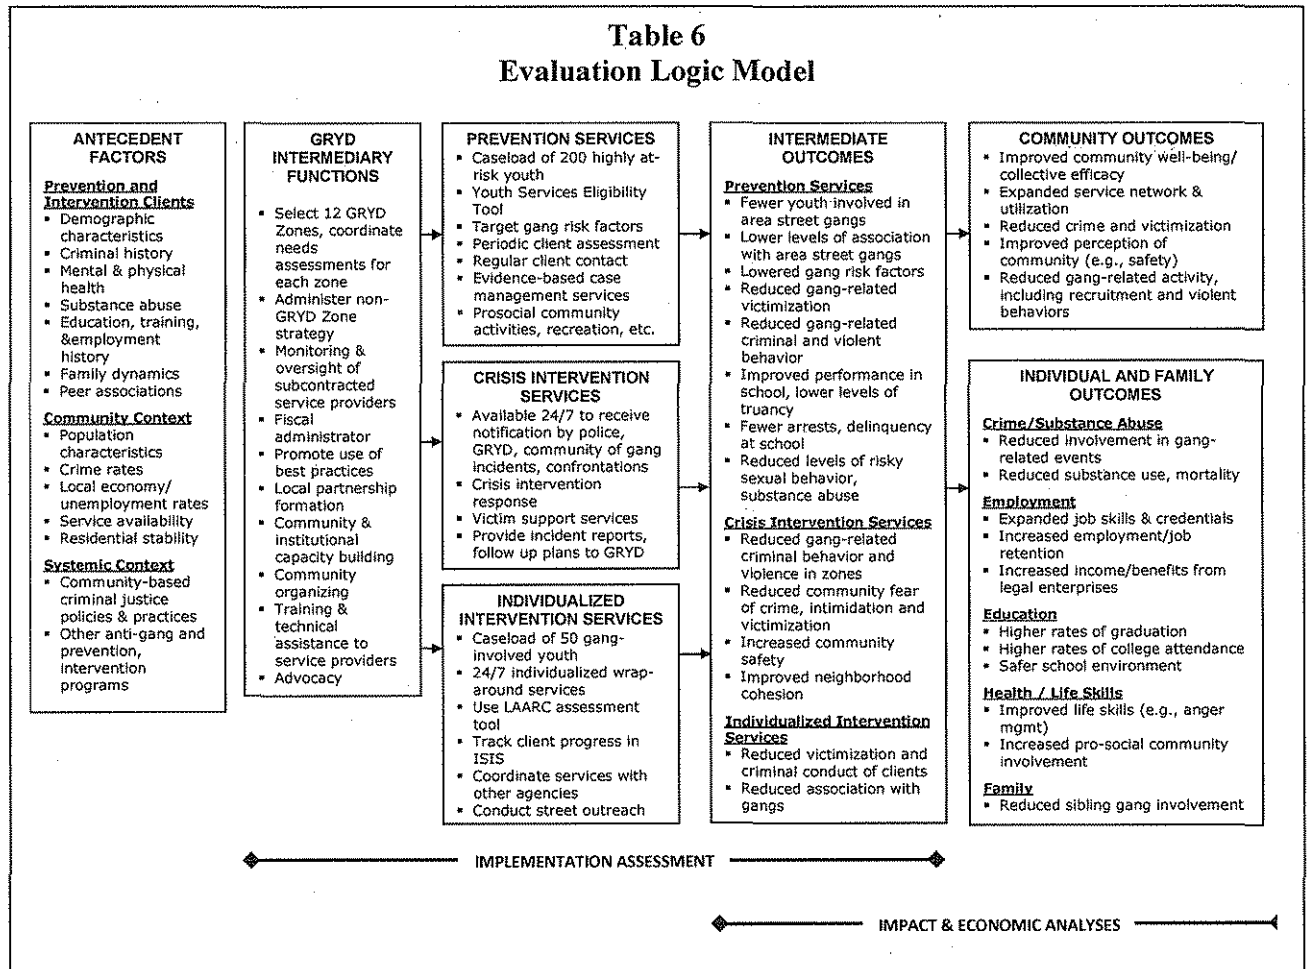 Table 6
Evaluation Logic Model
ANTECEDENT
FACTORS
Prevention and
Intervention Clients
▪ Demographic
characteristics
▪ Criminal history
▪ Mental & physical
health
▪ Substance abuse
▪ Education, training,
&employment
history
▪ Family dynamics
▪ Peer associations
Community Context
▪ Population
characteristics
▪ Crime rates
▪ Local economy/
unemployment rates
▪ Service availability
▪ Residential stability
Systemic Context
▪ Community-based
criminal justice
policies & practices
▪ Other anti-gang and
prevention,
intervention
programs
GRYD
INTERMEDIARY
FUNCTIONS
▪ Select 12 GRYD
Zones, coordinate
needs
assessments for
each zone
▪ Administer non-
GRYD Zone
strategy
▪ Monitoring &
oversight of
subcontracted
service providers
▪ Fiscal
administrator
▪ Promote use of
best practices
▪ Local partnership
formation
▪ Community &
institutional
capacity building
▪ Community
organizing
▪ Training &
technical
assistance to
service providers
▪ Advocacy
PREVENTION SERVICES
▪ Caseload of 200 highly at-
risk youth
▪ Youth Services Eligibility
Tool
▪ Target gang risk factors
▪ Periodic client assessment
▪ Regular client contact
▪ Evidence-based case
management services
▪ Prosocial community
activities, recreation, etc.
CRISIS INTERVENTION
SERVICES
▪ Available 24/7 to receive
notification by police,
GRYD, community of gang
incidents, confrontations
▪ Crisis intervention
response
▪ Victim support services
▪ Provide incident reports,
follow up plans to GRYD
INDIVIDUALIZED
INTERVENTION SERVICES
▪ Caseload of 50 gang-
involved youth
▪ 24/7 individualized wrap-
around services
▪ Use LAARC assessment
tool
▪ Track client progress in
ISIS
▪ Coordinate services with
other agencies
▪ Conduct street outreach
INTERMEDIATE
OUTCOMES
Prevention Services
▪ Fewer youth involved in
area street gangs
▪ Lower levels of association
with area street gangs
▪ Lowered gang risk factors
▪ Reduced gang-related
victimization
▪ Reduced gang-related
criminal and violent
behavior
▪ Improved performance in
school, lower levels of
truancy
▪ Fewer arrests, delinquency
at school
▪ Reduced levels of risky
sexual behavior,
substance abuse
Crisis Intervention Services
▪ Reduced gang-related
criminal behavior and
violence in zones
▪ Reduced community fear
of crime, intimidation and
victimization
▪ Increased community
safety
▪ Improved neighborhood
cohesion
Individualized Intervention
Services
▪ Reduced victimization and
criminal conduct of clients
▪ Reduced association with
gangs
COMMUNITY OUTCOMES
▪ Improved community well-being/
collective efficacy
▪ Expanded service network &
utilization
▪ Reduced crime and victimization
▪ Improved perception of
community (e.g., safety)
▪ Reduced gang-related activity,
including recruitment and violent
behaviors
INDIVIDUAL AND FAMILY
OUTCOMES
Crime/Substance Abuse
▪ Reduced involvement in gang-
related events
▪ Reduced substance use, mortality
Employment
▪ Expanded job skills & credentials
▪ Increased employment/job
retention
▪ Increased income/benefits from
legal enterprises
Education
▪ Higher rates of graduation
▪ Higher rates of college attendance
▪ Safer school environment
Health / Life Skills
▪ Improved life skills (e.g., anger
mgmt)
▪ Increased pro-social community
involvement
Family
▪ Reduced sibling gang involvement
IMPLEMENTATION ASSESSMENT
IMPACT & ECONOMIC ANALYSES